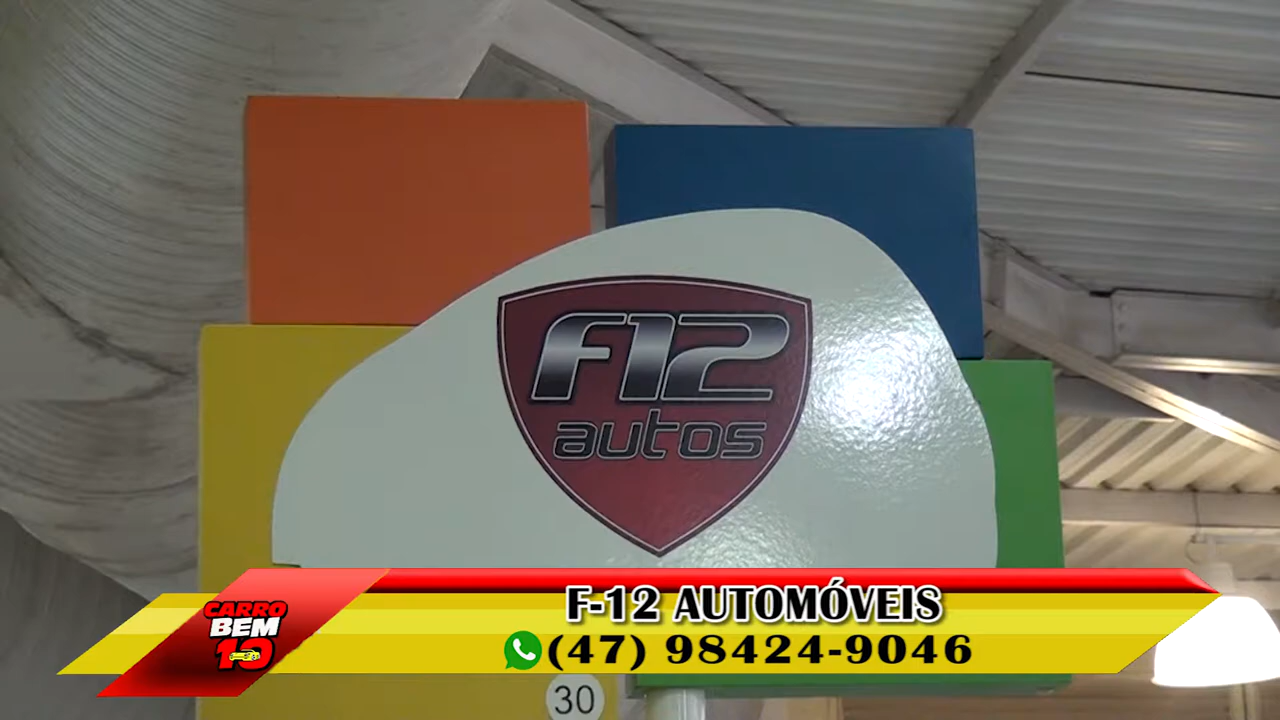 F12
autos
F-12 AUTOMÓVEIS
CARRO
BEM
10
(47) 98424-9046
30